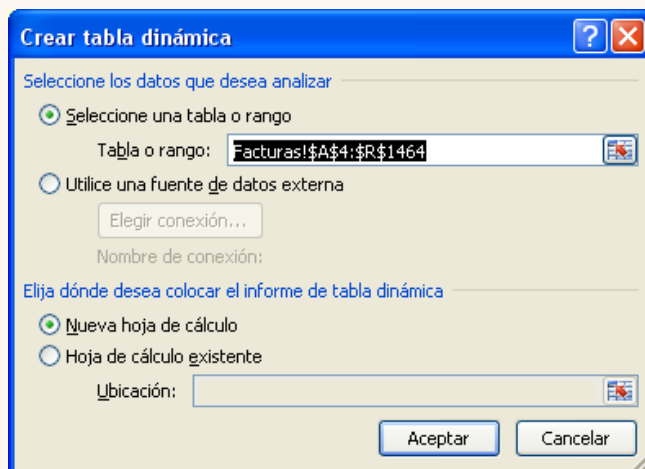 Crear tabla dinámica
Seleccione los datos que desea analizar
Seleccione una tabla o rango
Tabla o rango: Facturas!$A$4:$R$1464
Utilice una fuente de datos externa
Elegir conexión...
Nombre de conexión:
Elija dónde desea colocar el informe de tabla dinámica
Nueva hoja de cálculo
Hoja de cálculo existente
Ubicación:
Aceptar Cancelar